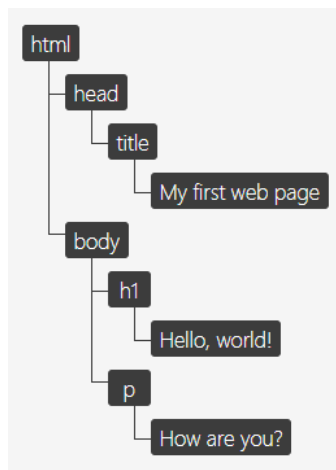 html
head
title
My first web page
body
h1
Hello, world!
p
How are you?